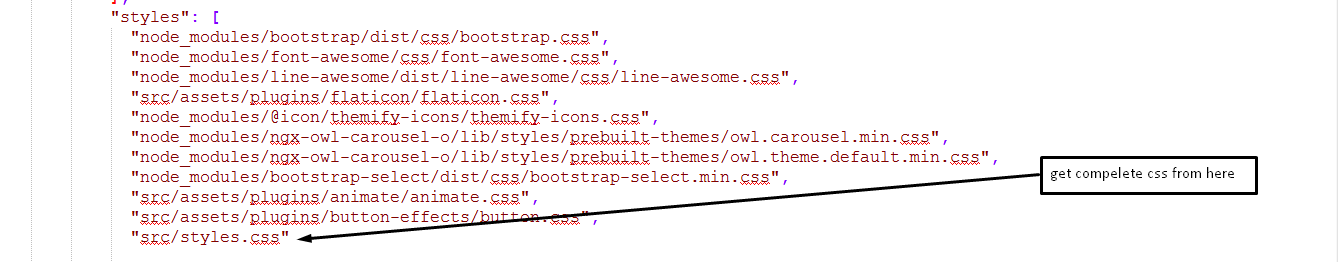 ],
"styles": [
"node_modules/bootstrap/dist/css/bootstrap.css",
"node_modules/font-awesome/css/font-awesome.css",
"node_modules/line-awesome/dist/line-awesome/css/line-awesome.css",
"src/assets/plugins/flaticon/flaticon.css",
"node_modules/@icon/themify-icons/themify-icons.css",
"node_modules/ngx-owl-carousel-o/lib/styles/prebuilt-themes/owl.carousel.min.css",
"node_modules/ngx-owl-carousel-o/lib/styles/prebuilt-themes/owl.theme.default.min.css",
"node_modules/bootstrap-select/dist/css/bootstrap-select.min.css",
get compelete css from here
"src/assets/plugins/animate/animate.css",
"src/assets/plugins/button-effects/button.css",
"src/styles.css"